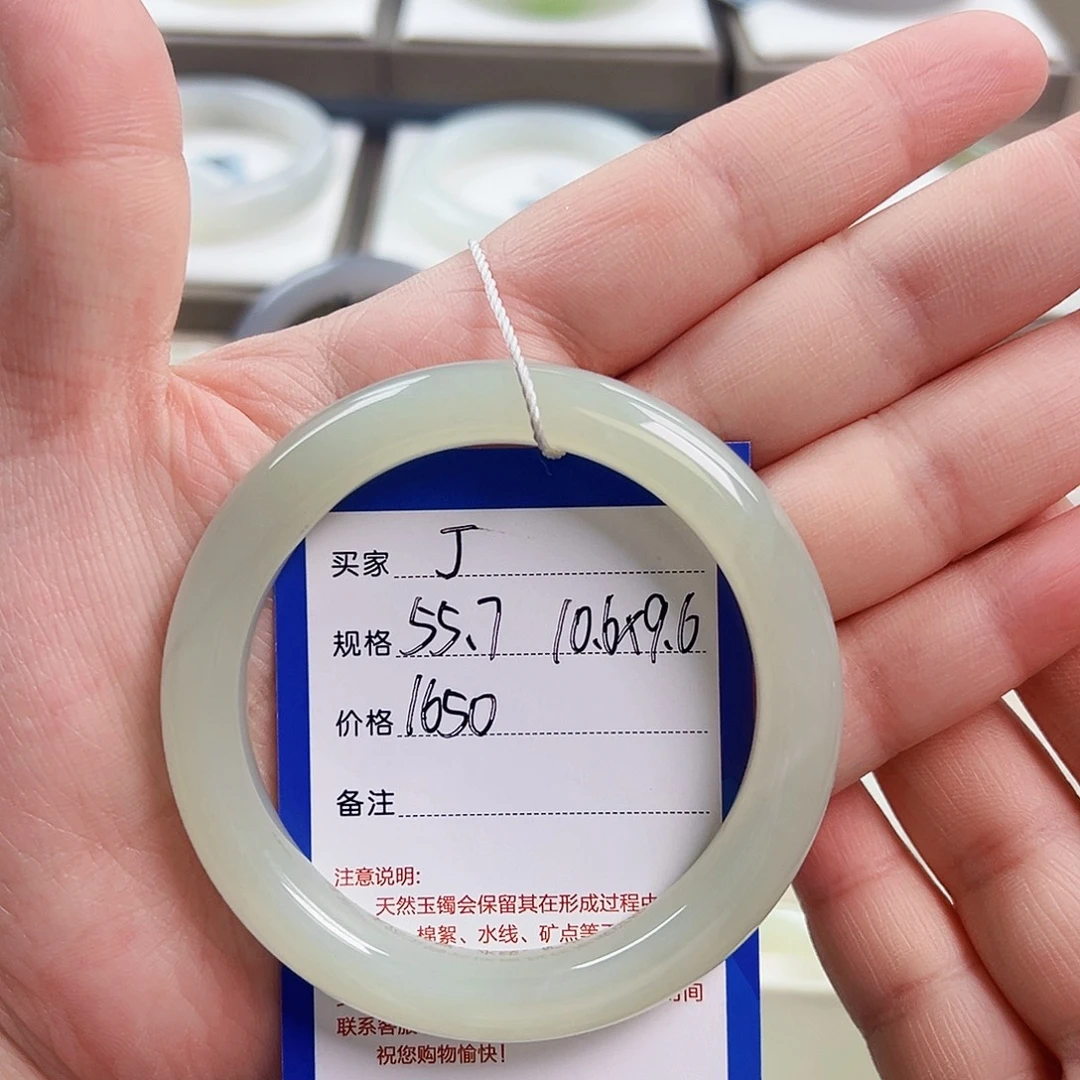 买家 J
规格 55.7 10.6x9.6
价格 1650
备注
注意说明:
天然玉镯会保留其在形成过程
棉絮、水线、矿点等
间
联系客服
祝您购物愉快!